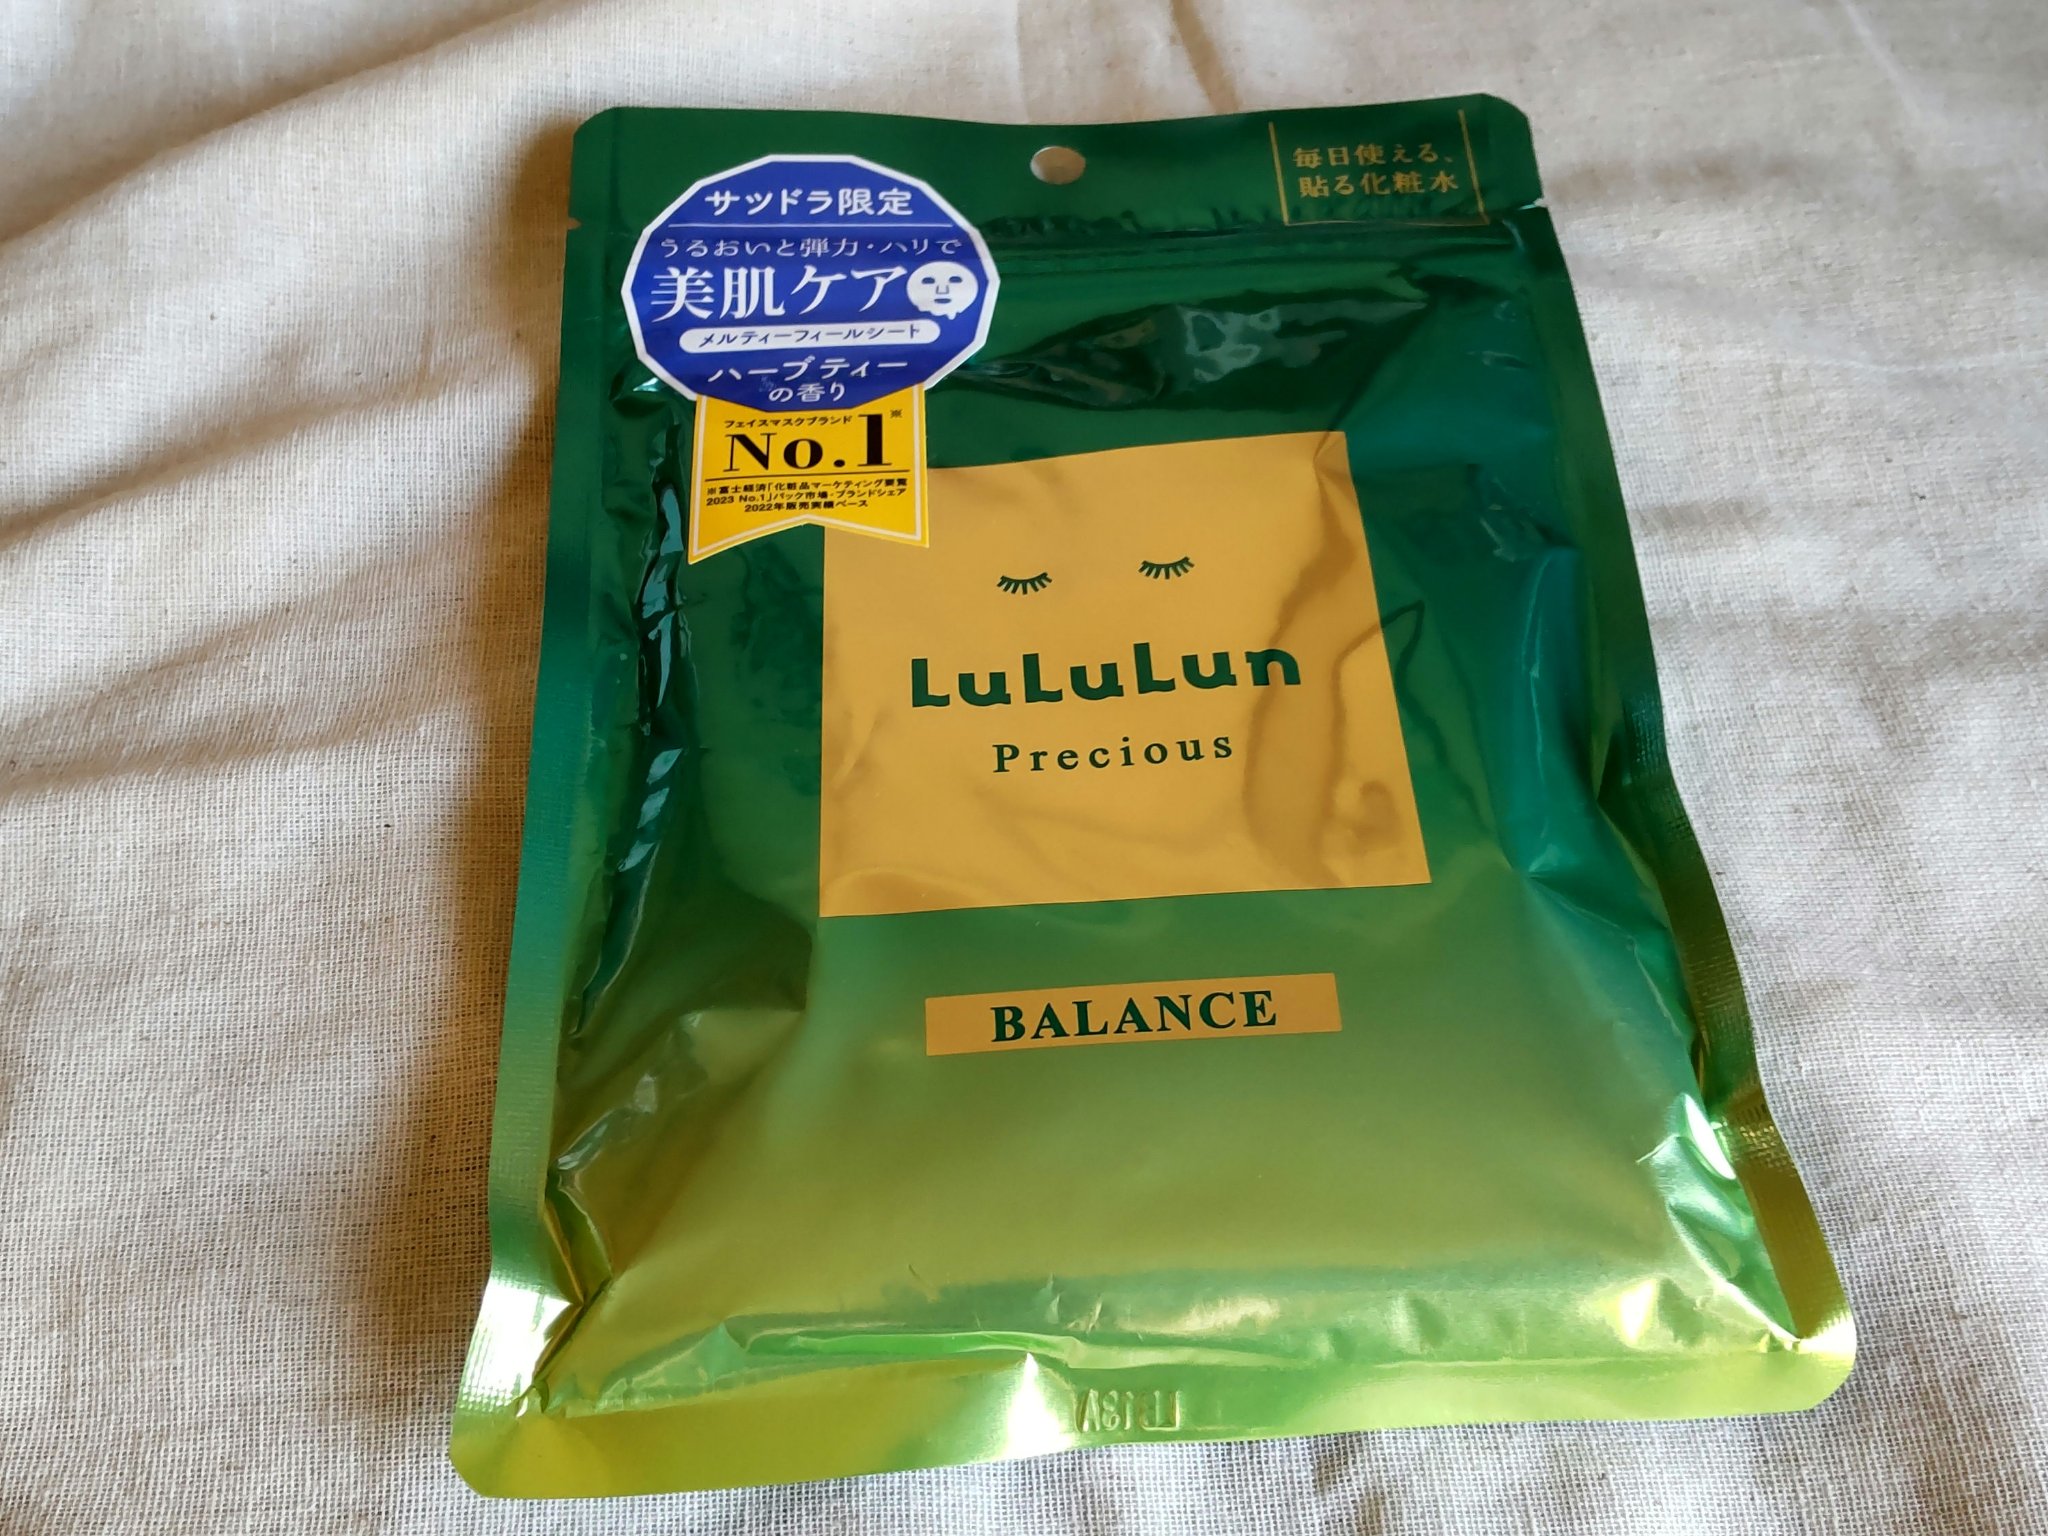 毎日使える、
貼る化粧水
サツドラ限定
うるおいと弾力・ハリで
美肌ケア
メルティーフィールシート
ハーブティー
の香り
フェイスマスクブランド
No.1※
※富士経済「化粧品マーケティング要覧
2023 No.1」パック市場・ブランドシェア
2022年販売実績ベース
LuLuLun
Precious
BALANCE